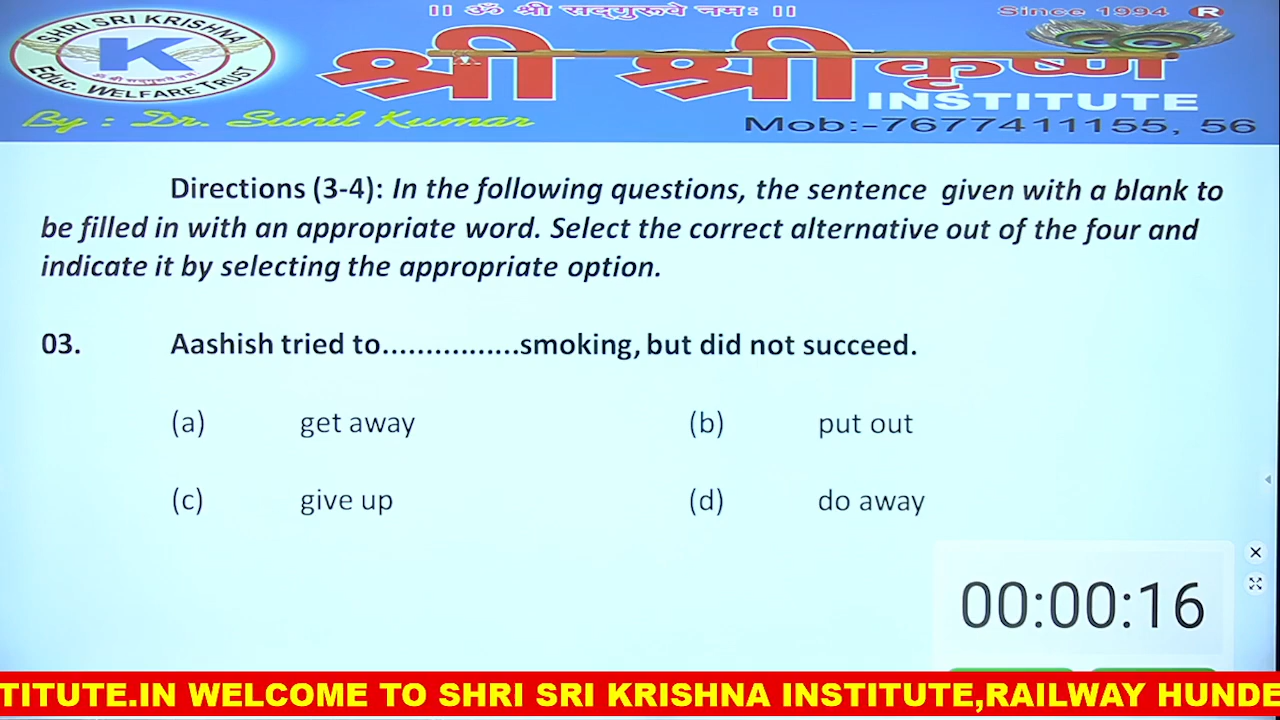 || ॐ श्री सद्गुरूवे नमः ||
Since 1994 R
SHRI SRI KRISHNA
K
Educ. WELFARE TRUST
श्री श्री कृष्ण
INSTITUTE
By : Dr. Sunil Kumar
Mob:-7677411155, 56
Directions (3-4): In the following questions, the sentence given with a blank to
be filled in with an appropriate word. Select the correct alternative out of the four and
indicate it by selecting the appropriate option.
03. Aashish tried to................smoking, but did not succeed.
(a) get away (b) put out
(c) give up (d) do away
00:00:16
TITUTE.IN WELCOME TO SHRI SRI KRISHNA INSTITUTE,RAILWAY HUNDE